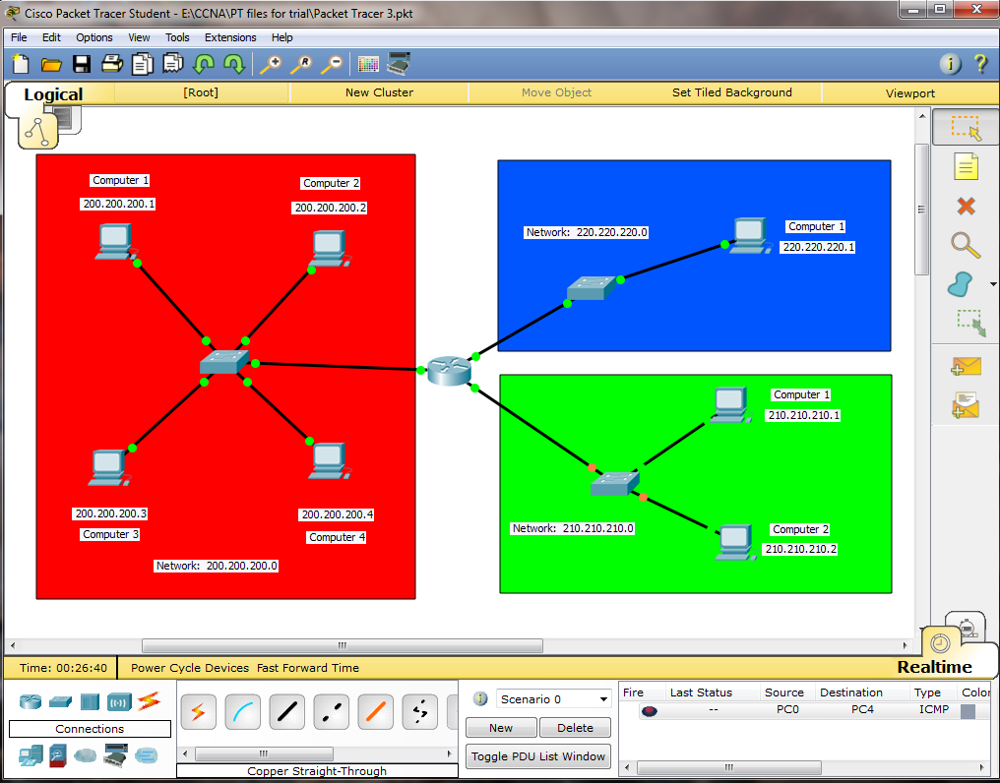 Cisco Packet Tracer Student - E:\CCNA\PT files for trial\Packet Tracer 3.pkt
File Edit Options View Tools Extensions Help
Logical [Root] New Cluster Move Object Set Tiled Background Viewport
Computer 1
200.200.200.1
Computer 2
200.200.200.2
200.200.200.3
Computer 3
200.200.200.4
Computer 4
Network: 200.200.200.0
Network: 220.220.220.0
Computer 1
220.220.220.1
Computer 1
210.210.210.1
Network: 210.210.210.0
Computer 2
210.210.210.2
Time: 00:26:40 Power Cycle Devices Fast Forward Time
Realtime
Connections
Copper Straight-Through
Scenario 0
New Delete
Toggle PDU List Window
Fire Last Status Source Destination Type Color
-- PC0 PC4 ICMP